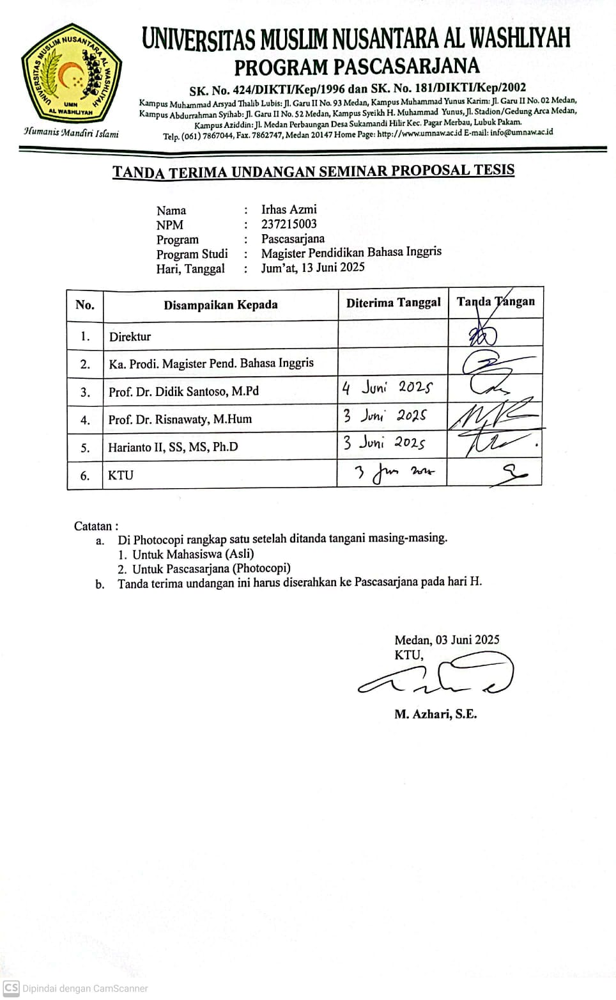 UNIVERSITAS MUSLIM NUSANTARA AL WASHLIYAH
UMN
AL WASHLIYAH
Humanis Mandiri Islami
UNIVERSITAS MUSLIM NUSANTARA AL WASHLIYAH
PROGRAM PASCASARJANA
SK. No. 424/DIKTI/Kep/1996 dan SK. No. 181/DIKTI/Kep/2002
Kampus Muhammad Arsyad Thalib Lubis: Jl. Garu II No. 93 Medan, Kampus Muhammad Yunus Karim: Jl. Garu II No. 02 Medan,
Kampus Abdurrahman Syihab: Jl. Garu II No. 52 Medan, Kampus Syeikh H. Muhammad Yunus, Jl. Stadion/Gedung Arca Medan,
Kampus Aziddin: Jl. Medan Perbaungan Desa Sukamandi Hilir Kec. Pagar Merbau, Lubuk Pakam.
Telp. (061) 7867044, Fax. 7862747, Medan 20147 Home Page: http://www.umnaw.ac.id E-mail: info@umnaw.ac.id
TANDA TERIMA UNDANGAN SEMINAR PROPOSAL TESIS
Nama : Irhas Azmi
NPM : 237215003
Program : Pascasarjana
Program Studi : Magister Pendidikan Bahasa Inggris
Hari, Tanggal : Jum'at, 13 Juni 2025
No. Disampaikan Kepada Diterima Tanggal Tanda Tangan
1. Direktur
2. Ka. Prodi. Magister Pend. Bahasa Inggris
3. Prof. Dr. Didik Santoso, M.Pd 4 Juni 2025
4. Prof. Dr. Risnawaty, M.Hum 3 Juni 2025
5. Harianto II, SS, MS, Ph.D 3 Juni 2025
6. KTU 3 Jun 2025
Catatan :
a. Di Photocopi rangkap satu setelah ditanda tangani masing-masing.
1. Untuk Mahasiswa (Asli)
2. Untuk Pascasarjana (Photocopi)
b. Tanda terima undangan ini harus diserahkan ke Pascasarjana pada hari H.
Medan, 03 Juni 2025
KTU,
M. Azhari, S.E.
CS Dipindai dengan CamScanner